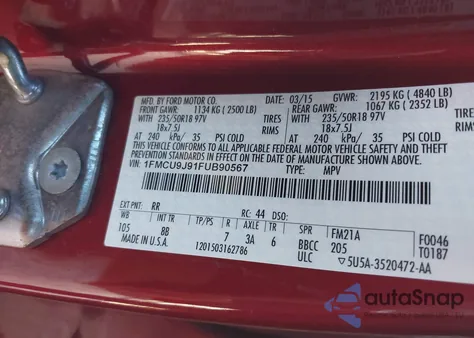 MFD. BY FORD MOTOR CO. 03/15 GVWR: 2195 KG ( 4840 LB)
FRONT GAWR: 1134 KG ( 2500 LB) REAR GAWR: 1067 KG ( 2352 LB)
WITH 235/50R18 97V TIRES WITH 235/50R18 97V TIRES
18x7.5J RIMS 18x7.5J RIMS
AT 240 kPa/ 35 PSI COLD AT 240 kPa/ 35 PSI COLD
THIS VEHICLE CONFORMS TO ALL APPLICABLE FEDERAL MOTOR VEHICLE SAFETY AND
THEFT PREVENTION STANDARDS IN EFFECT ON THE DATE OF MANUFACTURE SHOWN ABOVE.
VIN: 1FMCU9J91FUB90567 TYPE: MPV
EXT PNT: RR RC: 44 DSO:
WB INT TR TP/PS R AXLE TR SPR FM21A F0046
105 BB 7 3A 6 BBCC 205 T0187
MADE IN U.S.A. 1201503162786 ULC ▽5U5A-3520472-AA
autoSnap